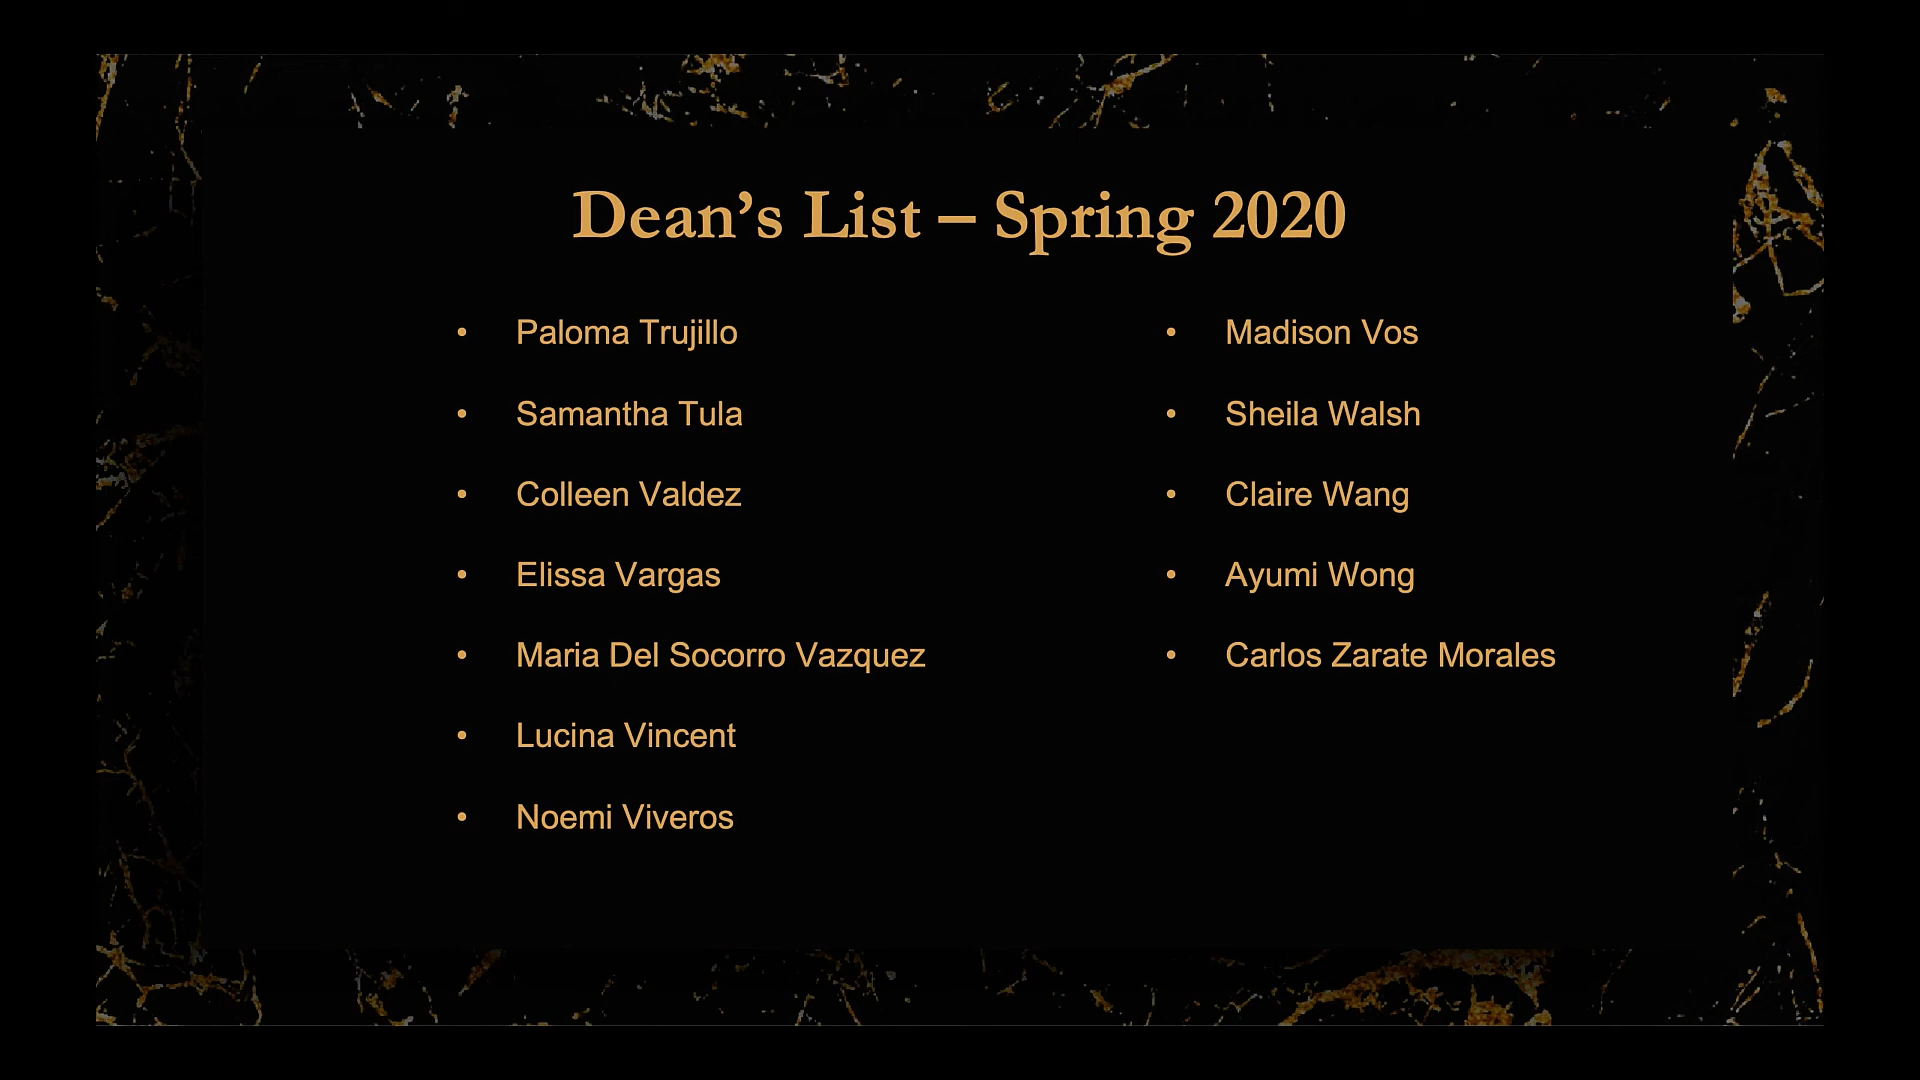 Dean’s List – Spring 2020
• Paloma Trujillo
• Samantha Tula
• Colleen Valdez
• Elissa Vargas
• Maria Del Socorro Vazquez
• Lucina Vincent
• Noemi Viveros
• Madison Vos
• Sheila Walsh
• Claire Wang
• Ayumi Wong
• Carlos Zarate Morales